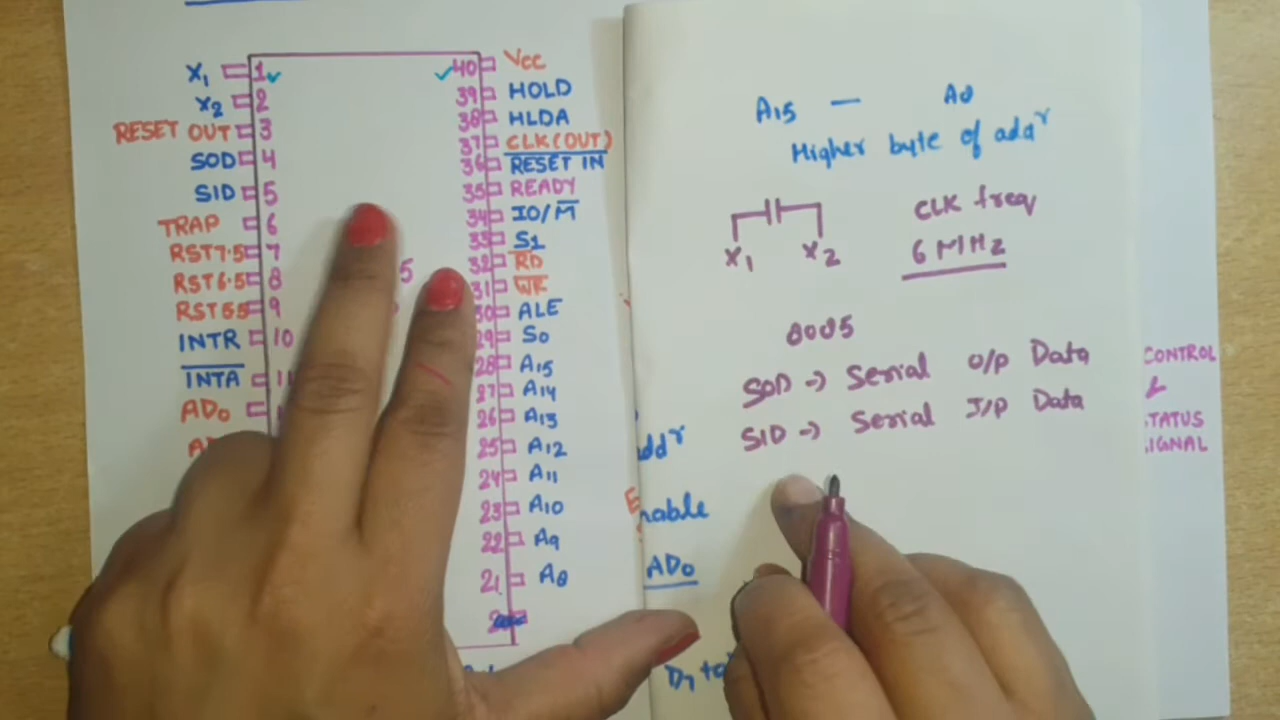 X1 1 40 Vcc
X2 2 39 HOLD
RESET OUT 3 38 HLDA
SOD 4 37 CLK(OUT)
SID 5 36 RESET IN
TRAP 6 35 READY
RST7.5 7 34 IO/M
RST6.5 8 33 S1
RST55 9 32 RD
INTR 10 31 WR
INTA 30 ALE
AD0 29 S0
28 A15
27 A14
26 A13
25 A12
24 A11
23 A10
22 A9
21 A8
5
A15 — A8
Higher byte of addr
X1 X2
CLK freq
6 MHz
8085
SOD → Serial O/P Data
SID → Serial I/P Data
addr
Enable
AD0
CONTROL
&
STATUS
SIGNAL